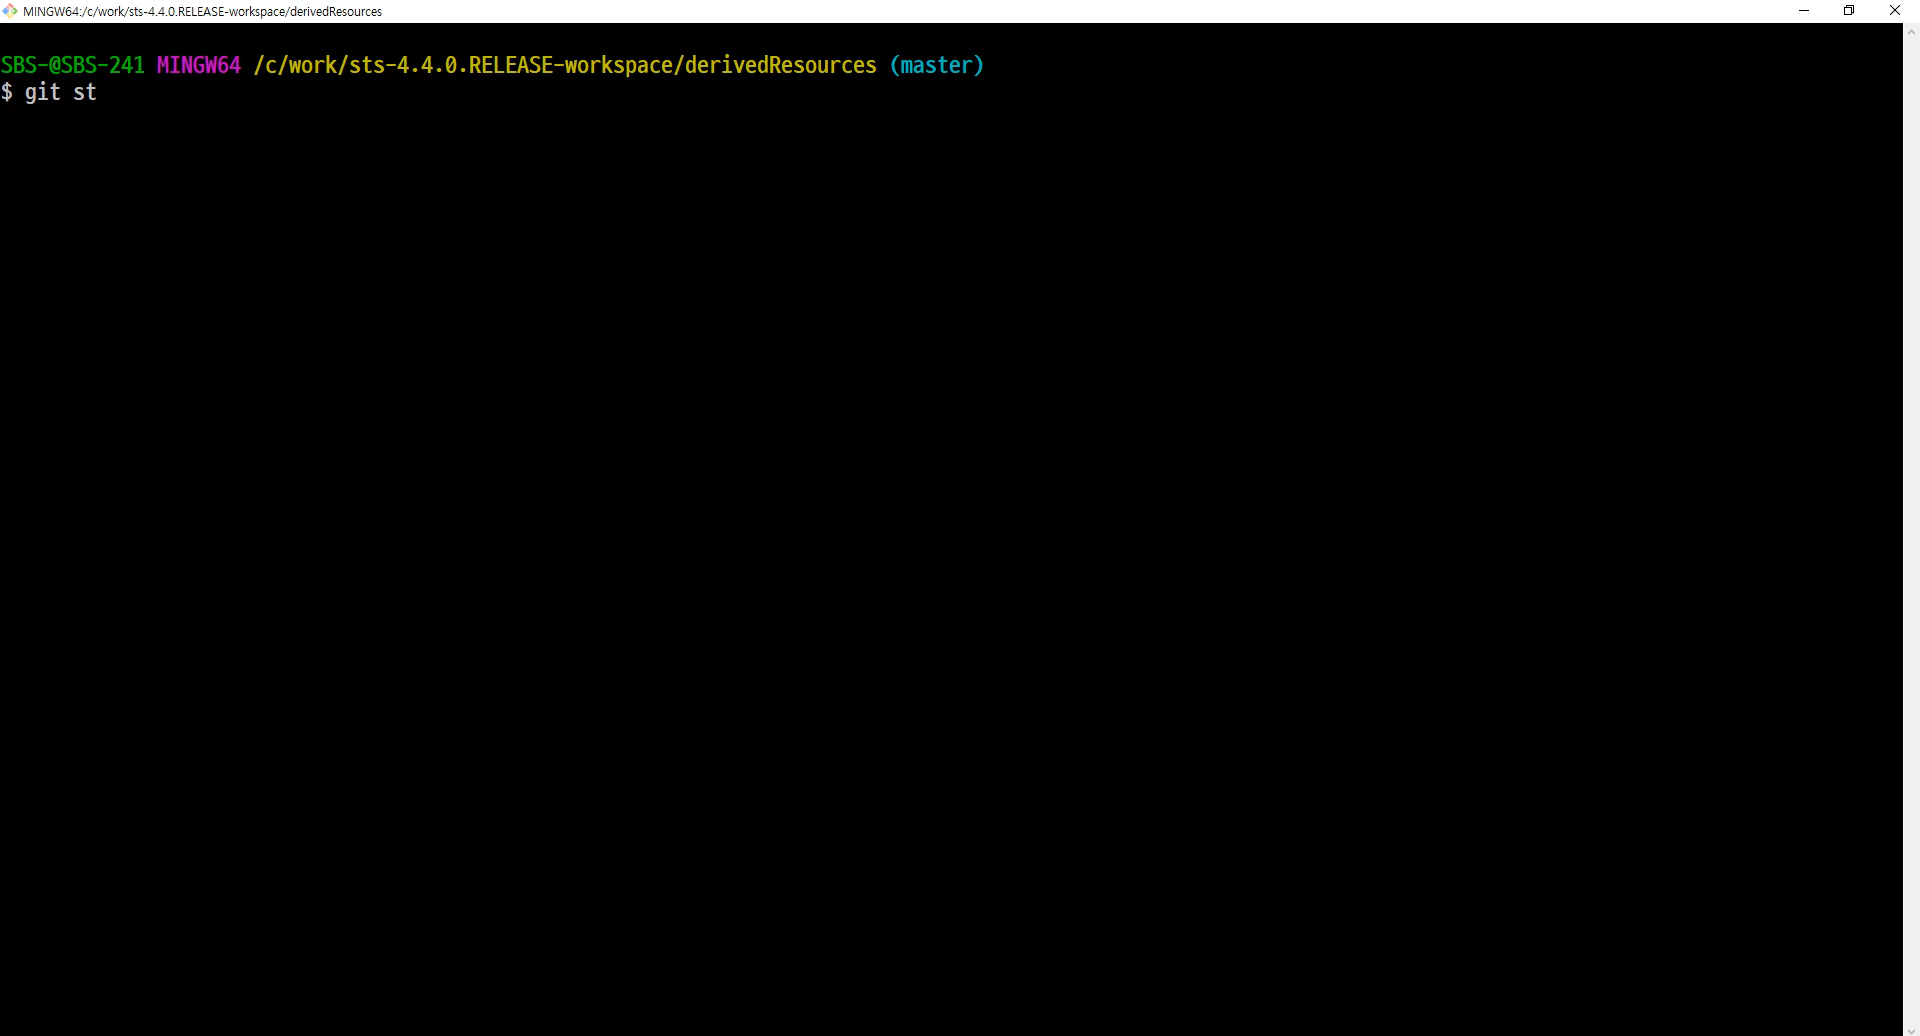 MINGW64:/c/work/sts-4.4.0.RELEASE-workspace/derivedResources
SBS-@SBS-241 MINGW64 /c/work/sts-4.4.0.RELEASE-workspace/derivedResources (master)
$ git st